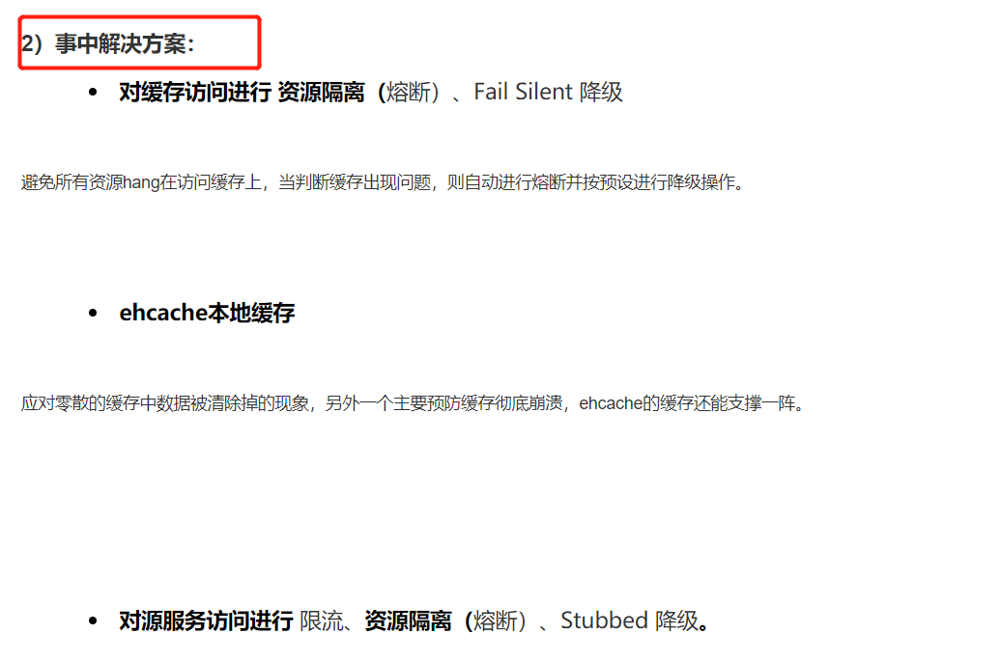 2）事中解决方案：
• 对缓存访问进行 资源隔离（熔断）、Fail Silent 降级
避免所有资源hang在访问缓存上，当判断缓存出现问题，则自动进行熔断并按预设进行降级操作。
• ehcache本地缓存
应对零散的缓存中数据被清除掉的现象，另外一个主要预防缓存彻底崩溃，ehcache的缓存还能支撑一阵。
• 对源服务访问进行 限流、资源隔离（熔断）、Stubbed 降级。